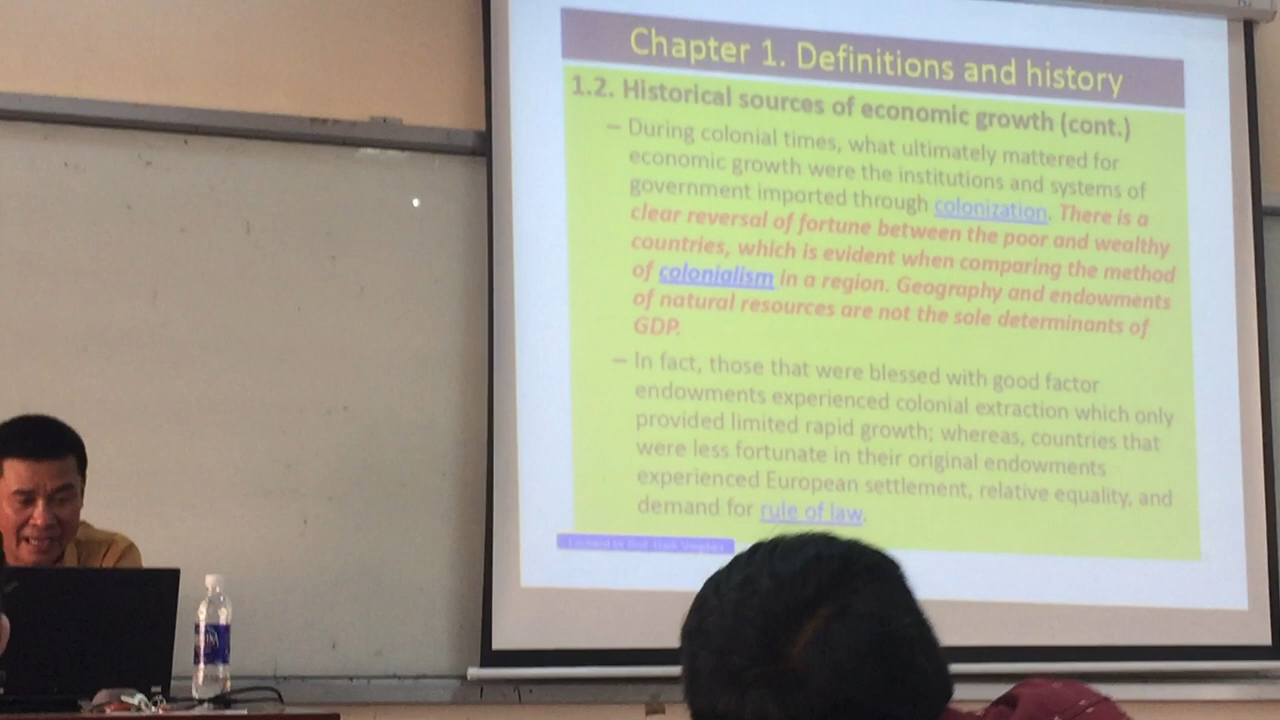 Chapter 1. Definitions and history
1.2. Historical sources of economic growth (cont.)
– During colonial times, what ultimately mattered for
economic growth were the institutions and systems of
government imported through colonization. There is a
clear reversal of fortune between the poor and wealthy
countries, which is evident when comparing the method
of colonialism in a region. Geography and endowments
of natural resources are not the sole determinants of
GDP.
– In fact, those that were blessed with good factor
endowments experienced colonial extraction which only
provided limited rapid growth; whereas, countries that
were less fortunate in their original endowments
experienced European settlement, relative equality, and
demand for rule of law.